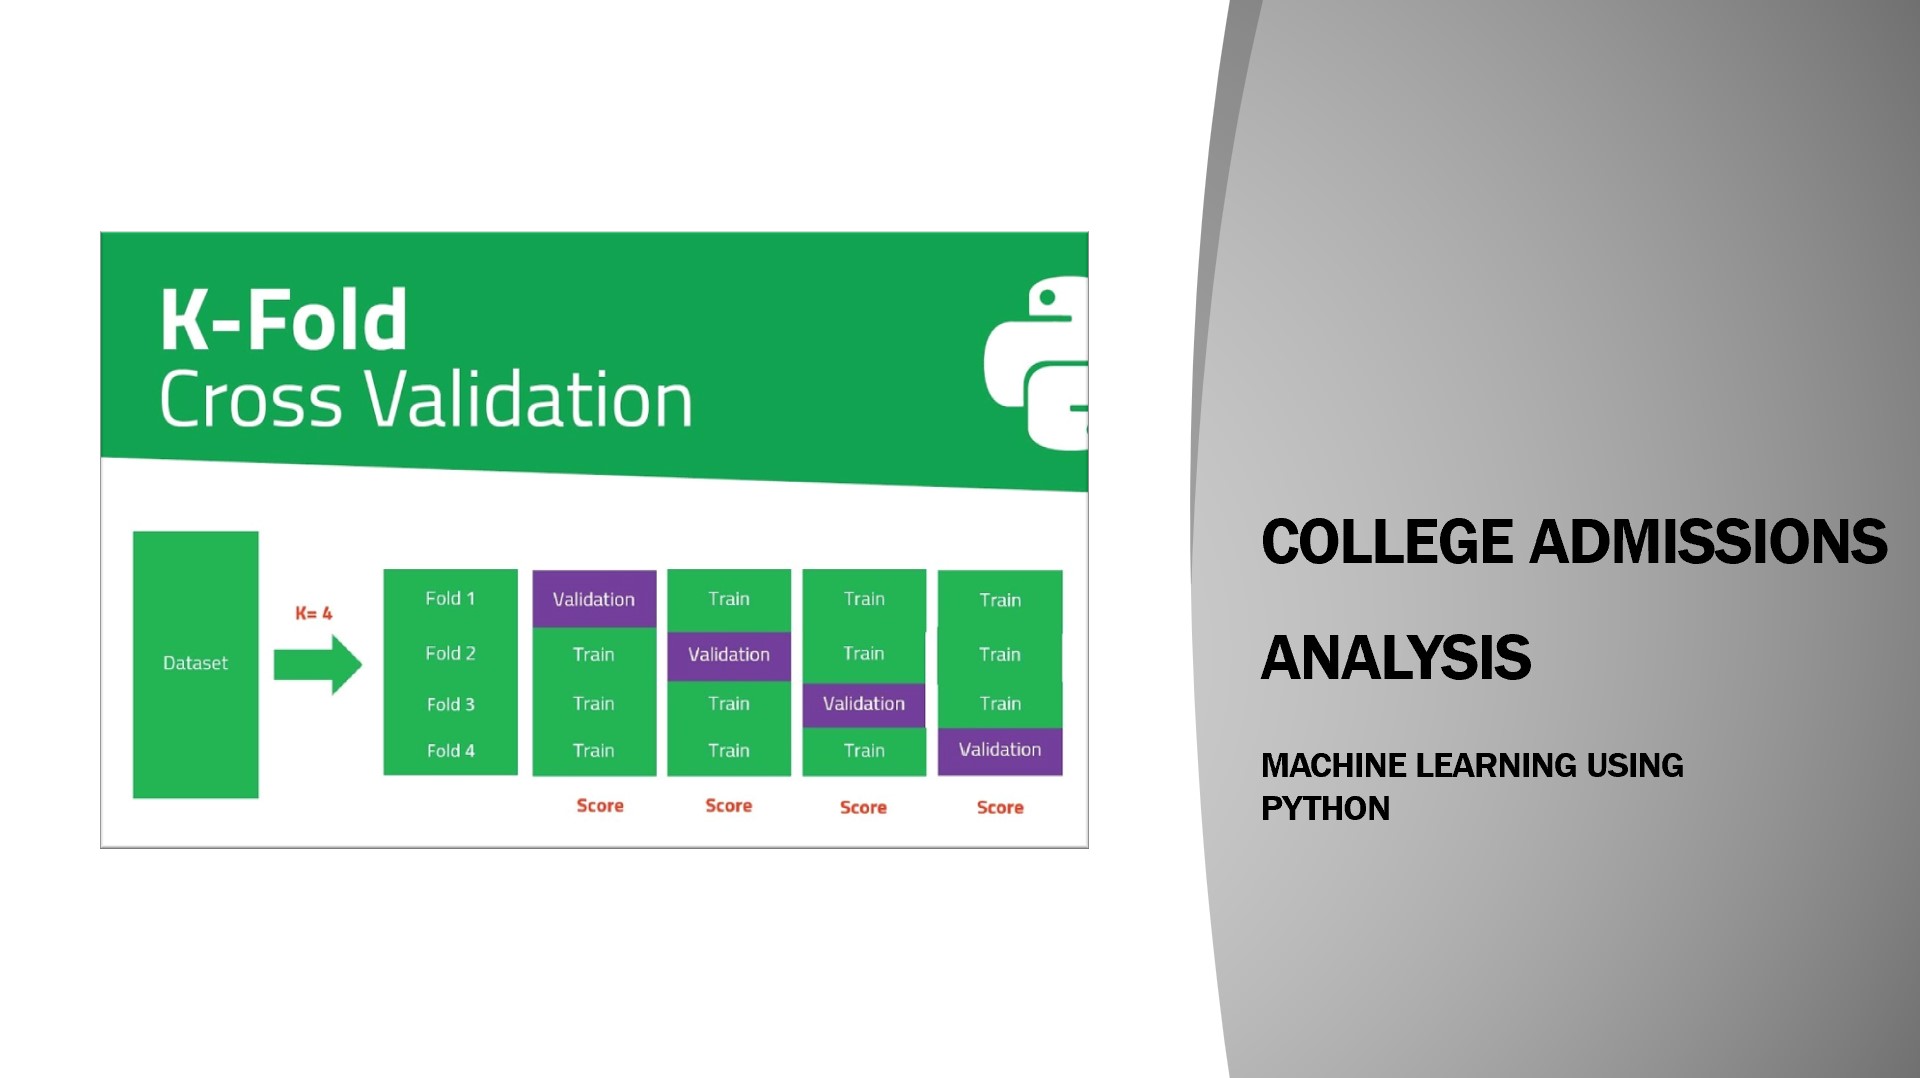 K-Fold
Cross Validation
Dataset
K= 4
Fold 1 Validation Train Train Train
Fold 2 Train Validation Train Train
Fold 3 Train Train Validation Train
Fold 4 Train Train Train Validation
Score Score Score Score
COLLEGE ADMISSIONS
ANALYSIS
MACHINE LEARNING USING
PYTHON